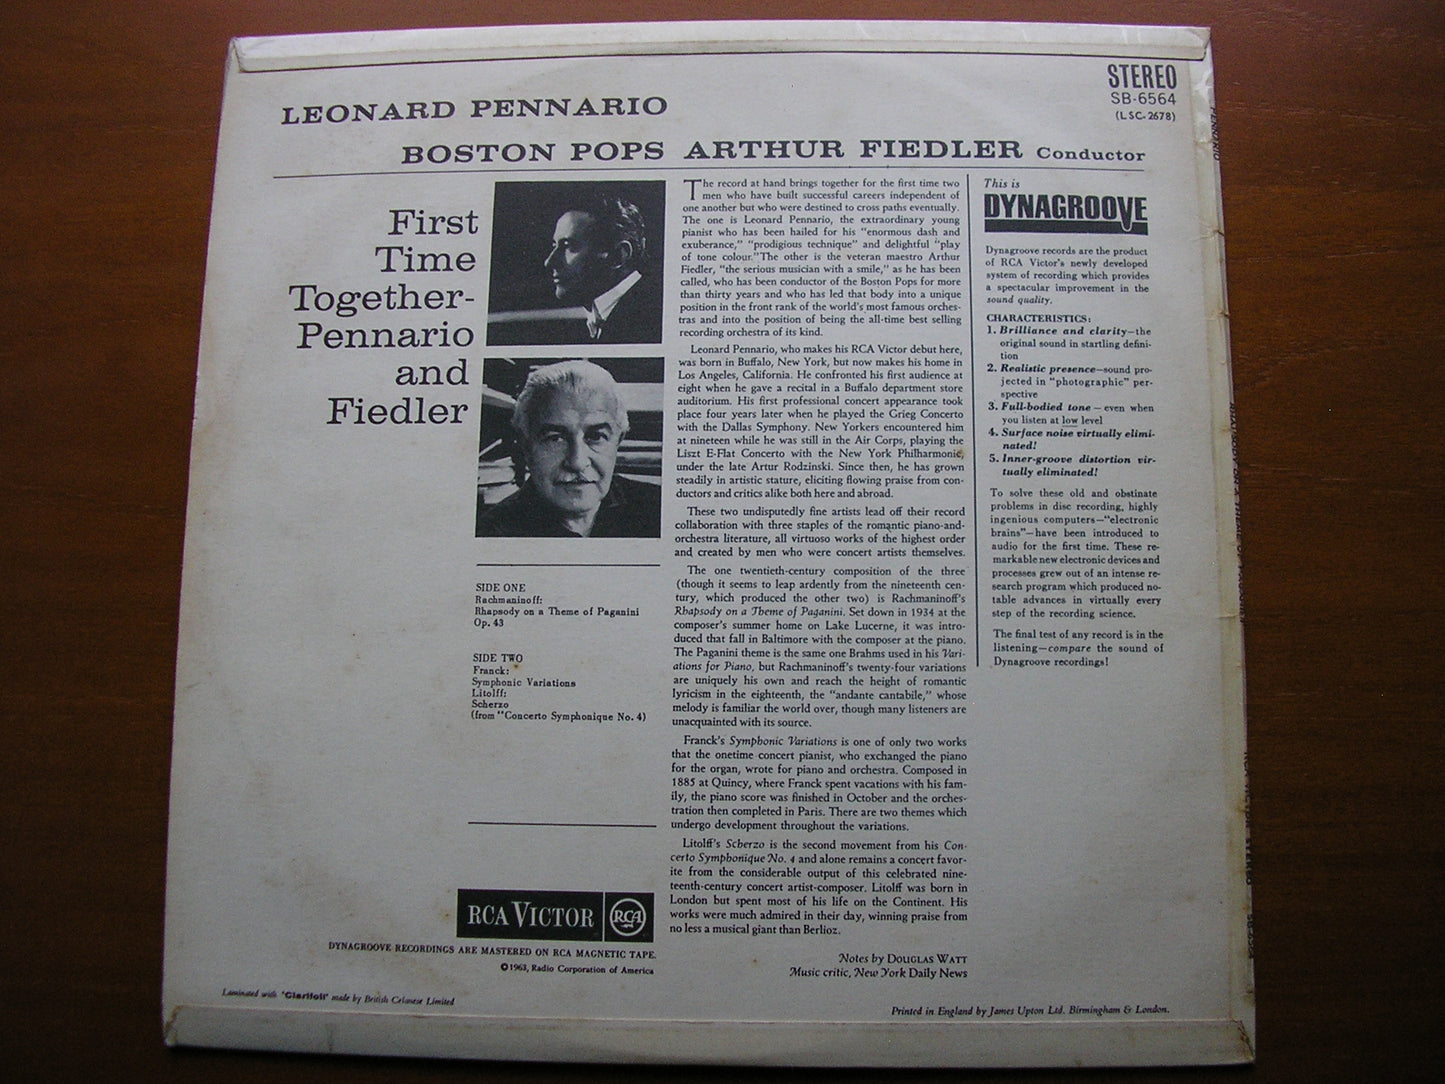 STEREO
SB-6564
(LSC-2678)
LEONARD PENNARIO
BOSTON POPS ARTHUR FIEDLER Conductor
First
Time
Together-
Pennario
and
Fiedler
SIDE ONE
Rachmaninoff:
Rhapsody on a Theme of Paganini
Op. 43
SIDE TWO
Franck:
Symphonic Variations
Litolff:
Scherzo
(from "Concerto Symphonique No. 4)
RCA VICTOR RCA
DYNAGROOVE RECORDINGS ARE MASTERED ON RCA MAGNETIC TAPE.
©1963, Radio Corporation of America
Laminated with 'Clarifoil' made by British Celanese Limited
The record at hand brings together for the first time two
men who have built successful careers independent of
one another but who were destined to cross paths eventually.
The one is Leonard Pennario, the extraordinary young
pianist who has been hailed for his "enormous dash and
exuberance," "prodigious technique" and delightful "play
of tone colour." The other is the veteran maestro Arthur
Fiedler, "the serious musician with a smile," as he has been
called, who has been conductor of the Boston Pops for more
than thirty years and who has led that body into a unique
position in the front rank of the world's most famous orches-
tras and into the position of being the all-time best selling
recording orchestra of its kind.
Leonard Pennario, who makes his RCA Victor debut here,
was born in Buffalo, New York, but now makes his home in
Los Angeles, California. He confronted his first audience at
eight when he gave a recital in a Buffalo department store
auditorium. His first professional concert appearance took
place four years later when he played the Grieg Concerto
with the Dallas Symphony. New Yorkers encountered him
at nineteen while he was still in the Air Corps, playing the
Liszt E-Flat Concerto with the New York Philharmonic,
under the late Artur Rodzinski. Since then, he has grown
steadily in artistic stature, eliciting flowing praise from con-
ductors and critics alike both here and abroad.
These two undisputedly fine artists lead off their record
collaboration with three staples of the romantic piano-and-
orchestra literature, all virtuoso works of the highest order
and created by men who were concert artists themselves.
The one twentieth-century composition of the three
(though it seems to leap ardently from the nineteenth cen-
tury, which produced the other two) is Rachmaninoff's
Rhapsody on a Theme of Paganini. Set down in 1934 at the
composer's summer home on Lake Lucerne, it was intro-
duced that fall in Baltimore with the composer at the piano.
The Paganini theme is the same one Brahms used in his Vari-
ations for Piano, but Rachmaninoff's twenty-four variations
are uniquely his own and reach the height of romantic
lyricism in the eighteenth, the "andante cantabile," whose
melody is familiar the world over, though many listeners are
unacquainted with its source.
Franck's Symphonic Variations is one of only two works
that the onetime concert pianist, who exchanged the piano
for the organ, wrote for piano and orchestra. Composed in
1885 at Quincy, where Franck spent vacations with his fam-
ily, the piano score was finished in October and the orches-
tration then completed in Paris. There are two themes which
undergo development throughout the variations.
Litolff's Scherzo is the second movement from his Con-
certo Symphonique No. 4 and alone remains a concert favor-
ite from the considerable output of this celebrated nine-
teenth-century concert artist-composer. Litolff was born in
London but spent most of his life on the Continent. His
works were much admired in their day, winning praise from
no less a musical giant than Berlioz.
Notes by DOUGLAS WATT
Music critic, New York Daily News
This is
DYNAGROOVE
Dynagroove records are the product
of RCA Victor's newly developed
system of recording which provides
a spectacular improvement in the
sound quality.
CHARACTERISTICS:
1. Brilliance and clarity—the
original sound in startling defini-
tion
2. Realistic presence—sound pro-
jected in "photographic" per-
spective
3. Full-bodied tone — even when
you listen at low level
4. Surface noise virtually elimi-
nated!
5. Inner-groove distortion vir-
tually eliminated!
To solve these old and obstinate
problems in disc recording, highly
ingenious computers—"electronic
brains"—have been introduced to
audio for the first time. These re-
markable new electronic devices and
processes grew out of an intense re-
search program which produced no-
table advances in virtually every
step of the recording science.
The final test of any record is in the
listening—compare the sound of
Dynagroove recordings!
Printed in England by James Upton Ltd. Birmingham & London.